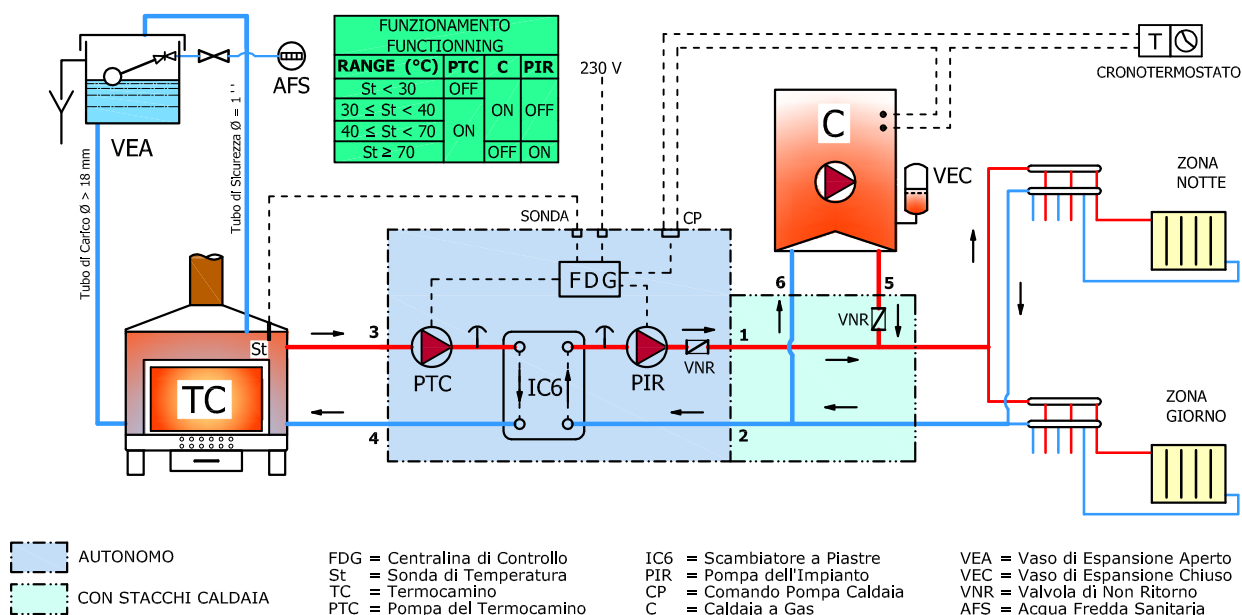 FUNZIONAMENTO
FUNCTIONNING
RANGE (°C) PTC C PIR
St < 30 OFF
30 ≤ St < 40 ON OFF
40 ≤ St < 70 ON
St ≥ 70 OFF ON
230 V
T
CRONOTERMOSTATO
AFS
VEA
Tubo di Carico Ø > 18 mm
Tubo di Sicurezza Ø = 1 ''
C
VEC
ZONA
NOTTE
SONDA
CP
FDG
6
5
VNR
St
3
1
PTC
IC6
PIR
VNR
TC
4
2
ZONA
GIORNO
AUTONOMO
CON STACCHI CALDAIA
FDG = Centralina di Controllo
St = Sonda di Temperatura
TC = Termocamino
PTC = Pompa del Termocamino
IC6 = Scambiatore a Piastre
PIR = Pompa dell'Impianto
CP = Comando Pompa Caldaia
C = Caldaia a Gas
VEA = Vaso di Espansione Aperto
VEC = Vaso di Espansione Chiuso
VNR = Valvola di Non Ritorno
AFS = Acqua Fredda Sanitaria